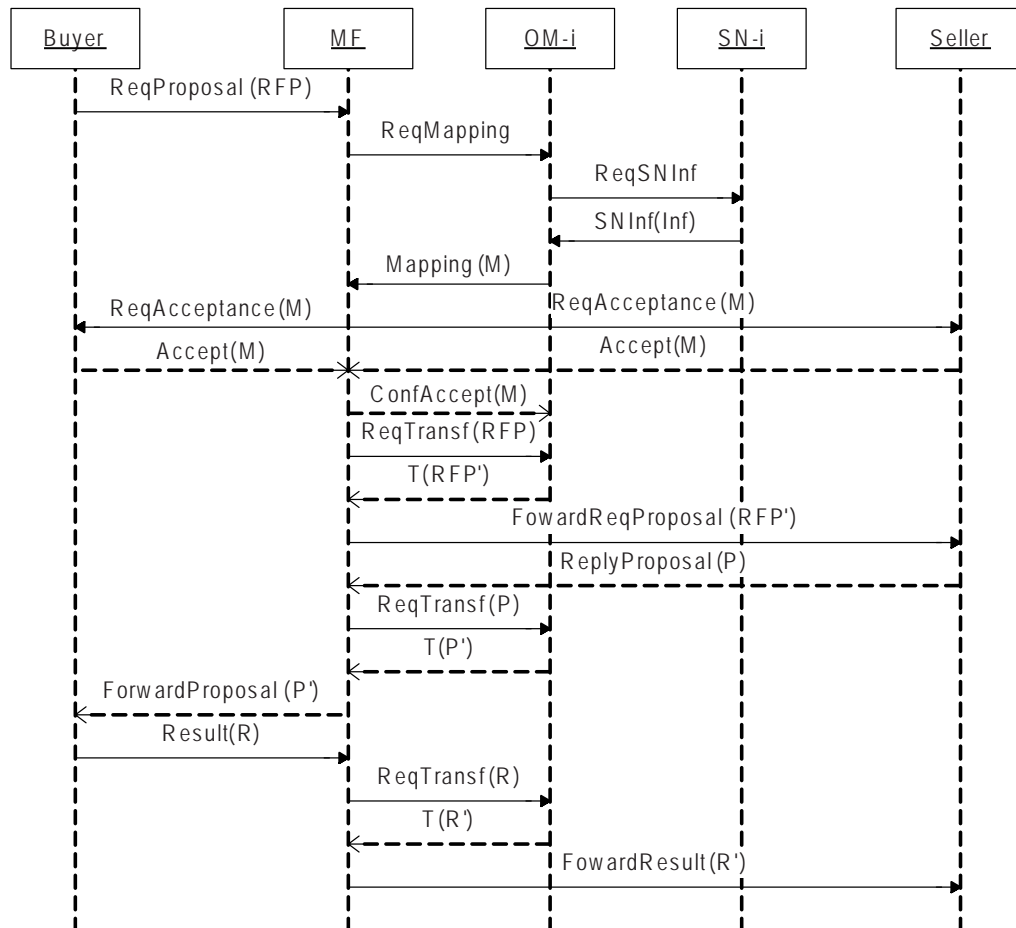 Buyer
MF
OM-i
SN-i
Seller
ReqProposal (RFP)
ReqMapping
ReqSNInf
SNInf(Inf)
Mapping (M)
ReqAcceptance(M)
ReqAcceptance(M)
Accept(M)
Accept(M)
ConfAccept(M)
ReqTransf(RFP)
T(RFP')
FowardReqProposal (RFP')
ReplyProposal (P)
ReqTransf(P)
T(P')
ForwardProposal (P')
Result(R)
ReqTransf(R)
T(R')
FowardResult(R')